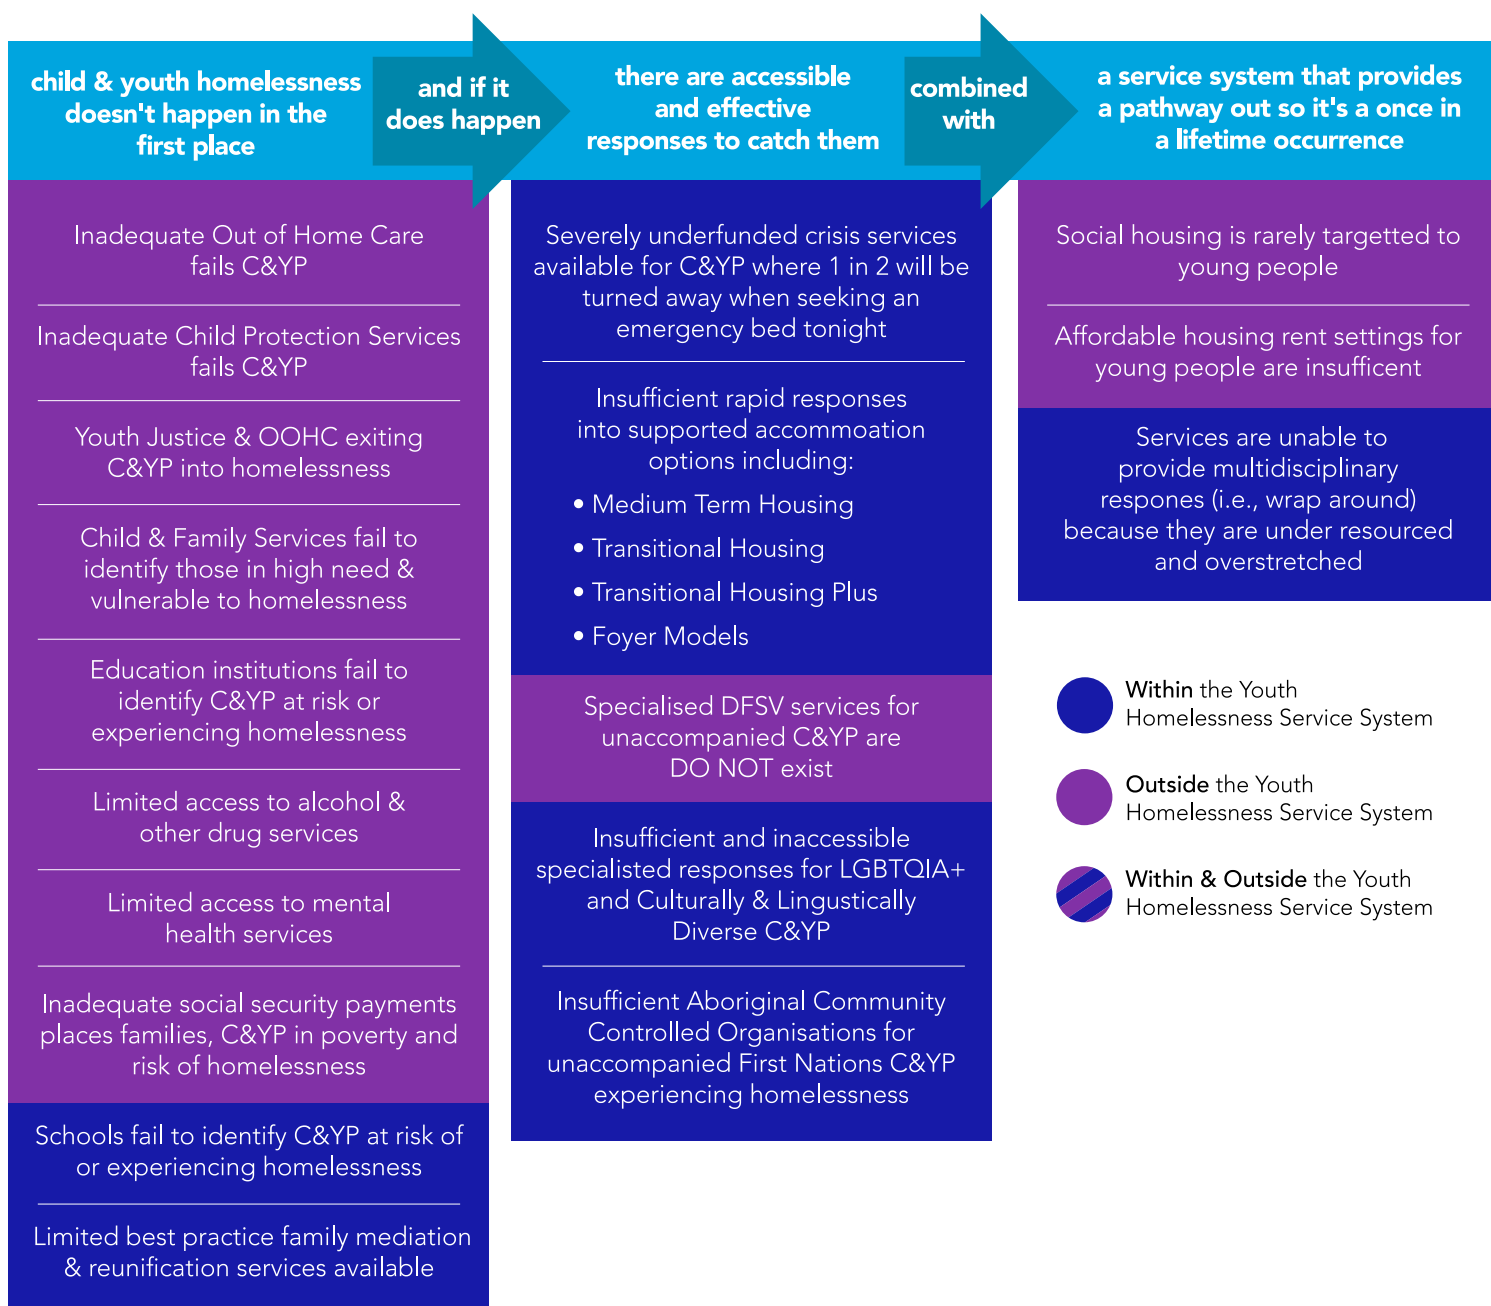 child & youth homelessness
doesn't happen in the
first place
and if it
does happen
there are accessible
and effective
responses to catch them
combined
with
a service system that provides
a pathway out so it's a once in
a lifetime occurrence
Inadequate Out of Home Care
fails C&YP
Inadequate Child Protection Services
fails C&YP
Youth Justice & OOHC exiting
C&YP into homelessness
Child & Family Services fail to
identify those in high need &
vulnerable to homelessness
Education institutions fail to
identify C&YP at risk or
experiencing homelessness
Limited access to alcohol &
other drug services
Limited access to mental
health services
Inadequate social security payments
places families, C&YP in poverty and
risk of homelessness
Schools fail to identify C&YP at risk of
or experiencing homelessness
Limited best practice family mediation
& reunification services available
Severely underfunded crisis services
available for C&YP where 1 in 2 will be
turned away when seeking an
emergency bed tonight
Insufficient rapid responses
into supported accommoation
options including:
• Medium Term Housing
• Transitional Housing
• Transitional Housing Plus
• Foyer Models
Specialised DFSV services for
unaccompanied C&YP are
DO NOT exist
Insufficient and inaccessible
specialisted responses for LGBTQIA+
and Culturally & Lingustically
Diverse C&YP
Insufficient Aboriginal Community
Controlled Organisations for
unaccompanied First Nations C&YP
experiencing homelessness
Social housing is rarely targetted to
young people
Affordable housing rent settings for
young people are insufficent
Services are unable to
provide multidisciplinary
respones (i.e., wrap around)
because they are under resourced
and overstretched
Within the Youth
Homelessness Service System
Outside the Youth
Homelessness Service System
Within & Outside the Youth
Homelessness Service System